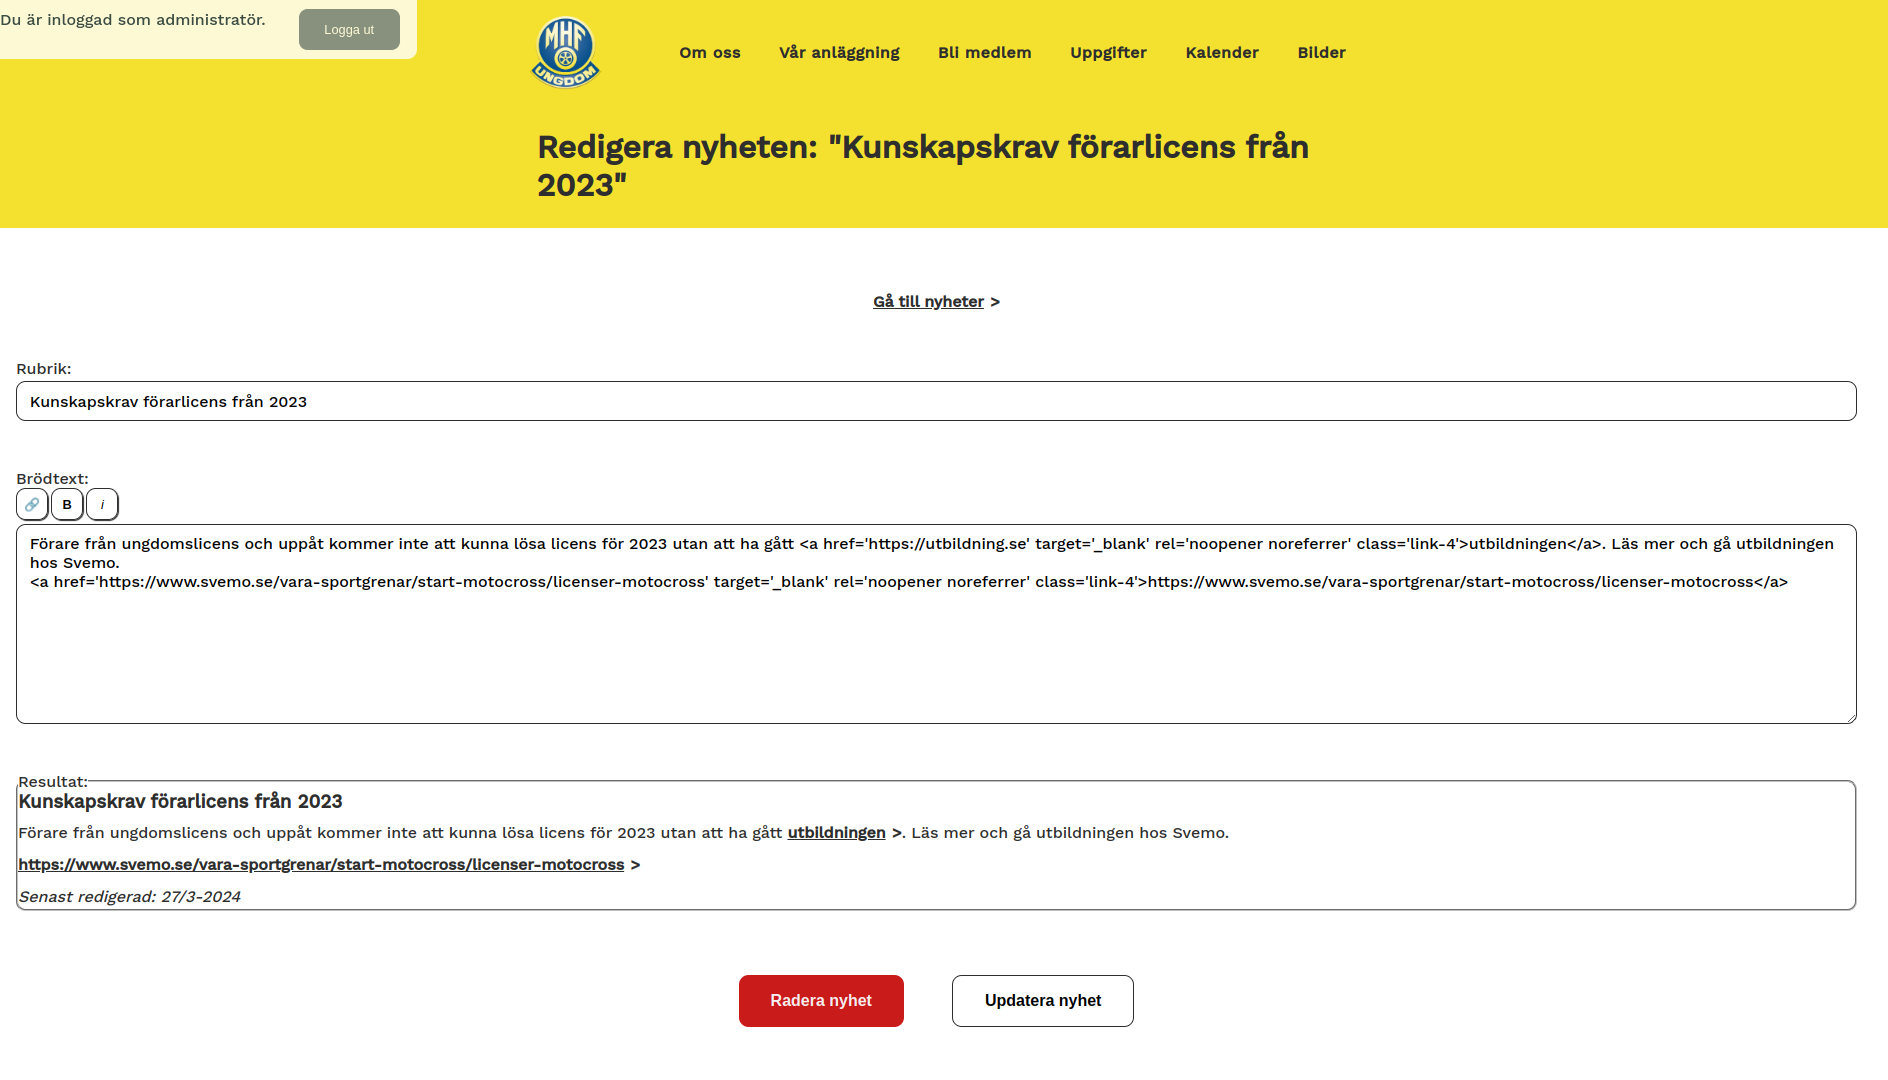 Du är inloggad som administratör.
Logga ut
MHF
UNGDOM
Om oss
Vår anläggning
Bli medlem
Uppgifter
Kalender
Bilder
Redigera nyheten: "Kunskapskrav förarlicens från
2023"
Gå till nyheter >
Rubrik:
Kunskapskrav förarlicens från 2023
Brödtext:
B
i
Förare från ungdomslicens och uppåt kommer inte att kunna lösa licens för 2023 utan att ha gått <a href='https://utbildning.se' target='_blank' rel='noopener noreferrer' class='link-4'>utbildningen</a>. Läs mer och gå utbildningen
hos Svemo.
<a href='https://www.svemo.se/vara-sportgrenar/start-motocross/licenser-motocross' target='_blank' rel='noopener noreferrer' class='link-4'>https://www.svemo.se/vara-sportgrenar/start-motocross/licenser-motocross</a>
Resultat:
Kunskapskrav förarlicens från 2023
Förare från ungdomslicens och uppåt kommer inte att kunna lösa licens för 2023 utan att ha gått utbildningen >. Läs mer och gå utbildningen hos Svemo.
https://www.svemo.se/vara-sportgrenar/start-motocross/licenser-motocross >
Senast redigerad: 27/3-2024
Radera nyhet
Updatera nyhet